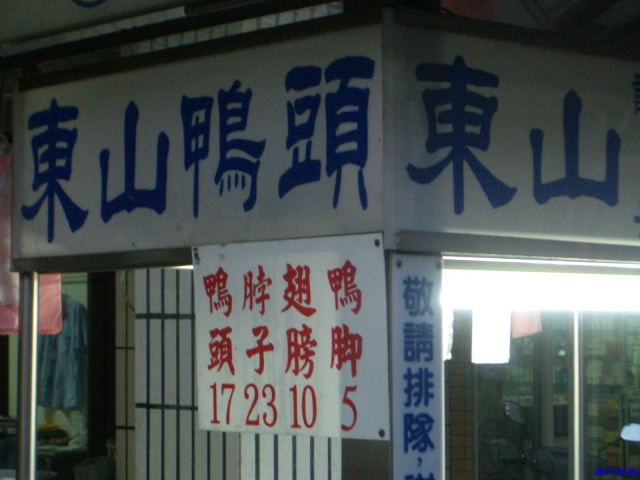 東山鴨頭
東山
鴨頭 17
脖子 23
翅膀 10
鴨脚 5
敬請排隊，